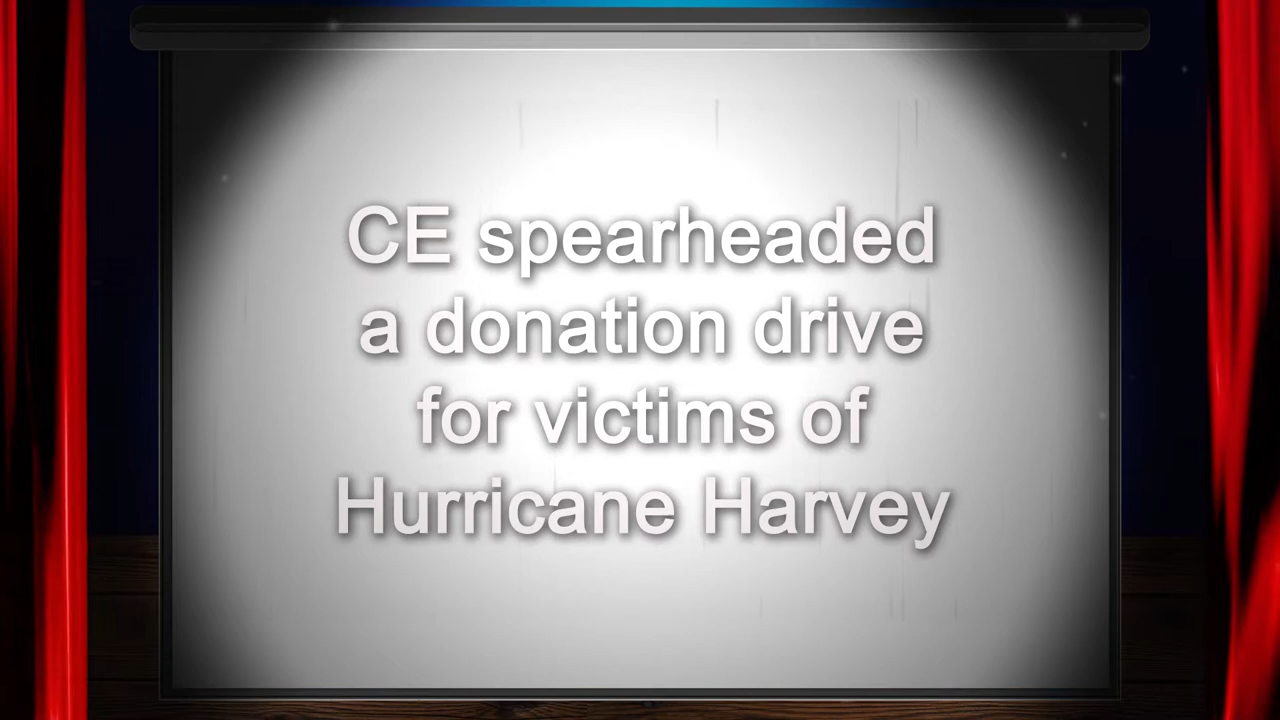 CE spearheaded
a donation drive
for victims of
Hurricane Harvey